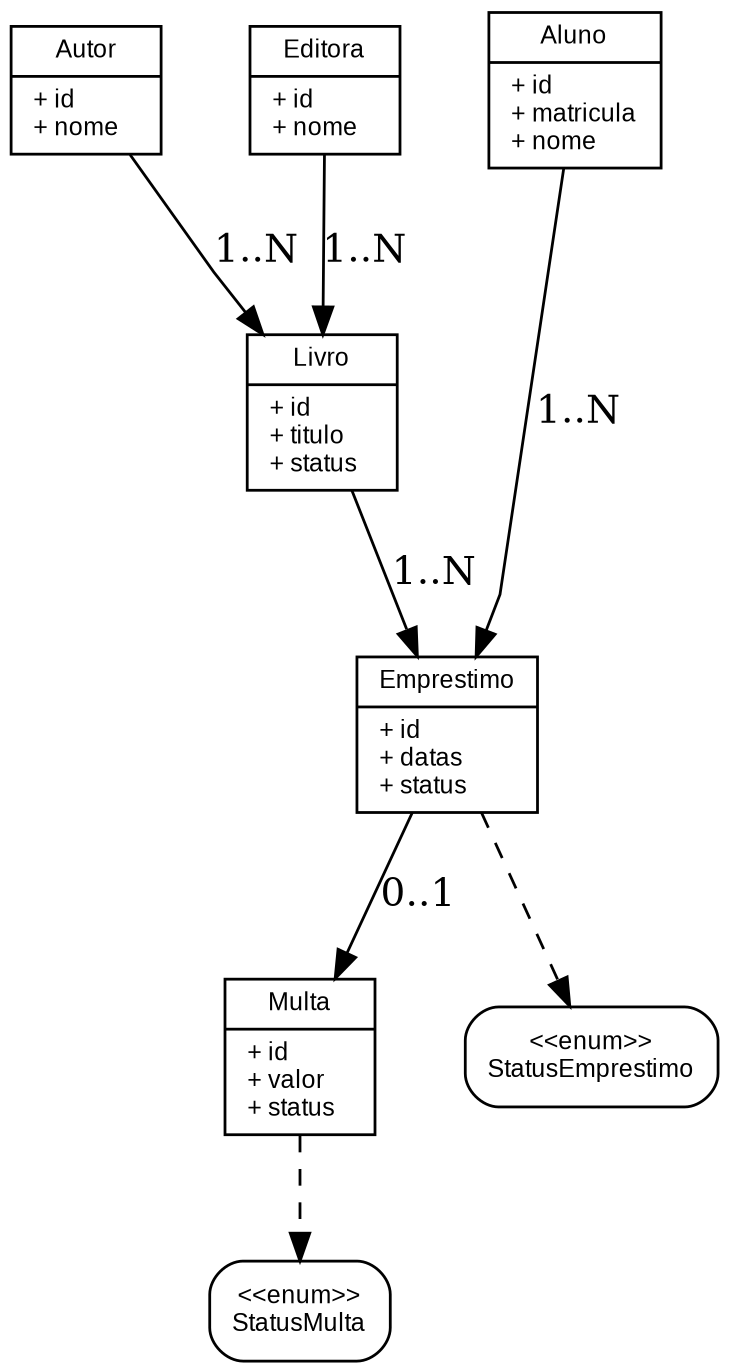 Autor
+ id
+ nome
Editora
+ id
+ nome
Aluno
+ id
+ matricula
+ nome
1..N
1..N
Livro
+ id
+ titulo
+ status
1..N
1..N
Emprestimo
+ id
+ datas
+ status
0..1
Multa
+ id
+ valor
+ status
<<enum>>
StatusEmprestimo
<<enum>>
StatusMulta